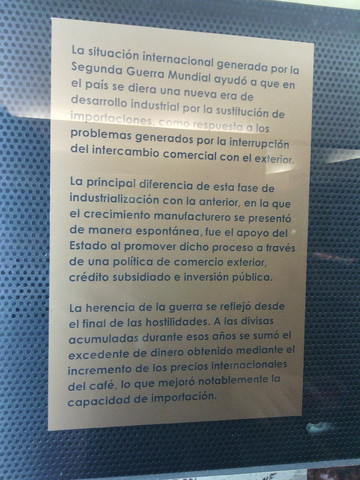 La situación internacional generada por la
Segunda Guerra Mundial ayudó a que en
el país se diera una nueva era de
desarrollo industrial por la sustitución de
importaciones, como respuesta a los
problemas generados por la interrupción
del intercambio comercial con el exterior.
La principal diferencia de esta fase de
industrialización con la anterior, en la que
el crecimiento manufacturero se presentó
de manera espontánea, fue el apoyo del
Estado al promover dicho proceso a través
de una política de comercio exterior,
crédito subsidiado e inversión pública.
La herencia de la guerra se reflejó desde
el final de las hostilidades. A las divisas
acumuladas durante esos años se sumó el
excedente de dinero obtenido mediante el
incremento de los precios internacionales
del café, lo que mejoró notablemente la
capacidad de importación.